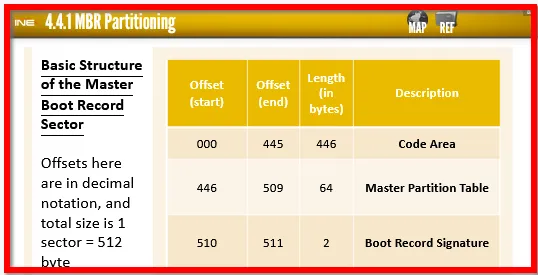 INE 4.4.1 MBR Partitioning
MAP REF
Basic Structure
of the Master
Boot Record
Sector
Offsets here
are in decimal
notation, and
total size is 1
sector = 512
byte
Offset (start) Offset (end) Length (in bytes) Description
000 445 446 Code Area
446 509 64 Master Partition Table
510 511 2 Boot Record Signature